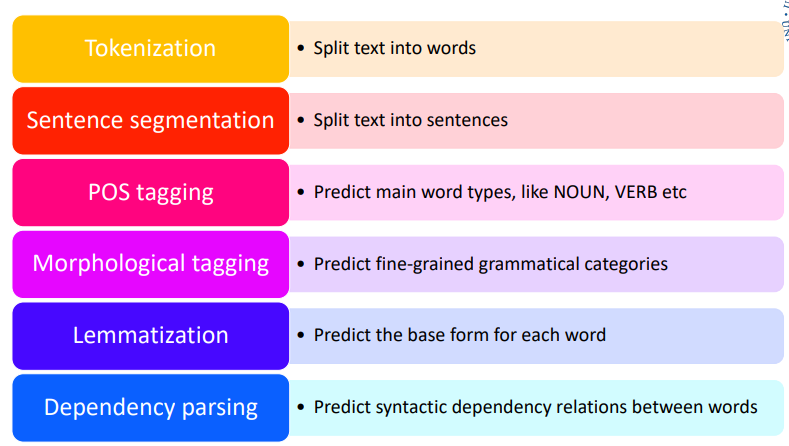 Tokenization
• Split text into words
Sentence segmentation
• Split text into sentences
POS tagging
• Predict main word types, like NOUN, VERB etc
Morphological tagging
• Predict fine-grained grammatical categories
Lemmatization
• Predict the base form for each word
Dependency parsing
• Predict syntactic dependency relations between words